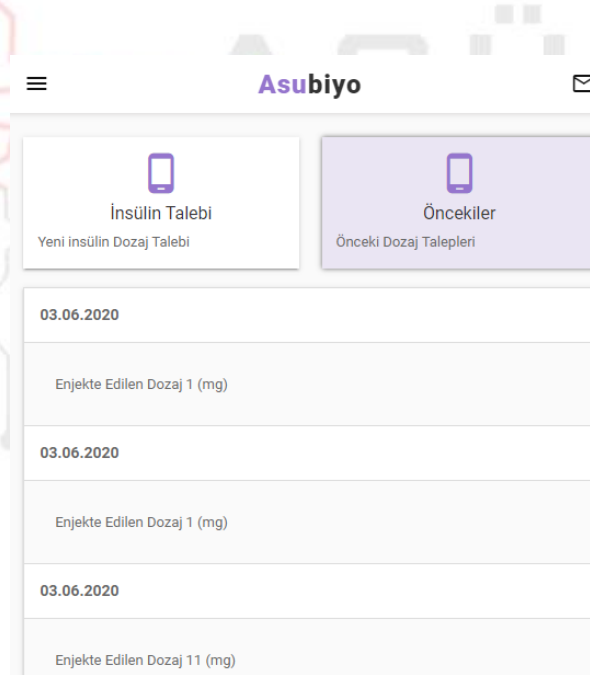 Asubiyo
İnsülin Talebi
Yeni insülin Dozaj Talebi
Öncekiler
Önceki Dozaj Talepleri
03.06.2020
Enjekte Edilen Dozaj 1 (mg)
03.06.2020
Enjekte Edilen Dozaj 1 (mg)
03.06.2020
Enjekte Edilen Dozaj 11 (mg)